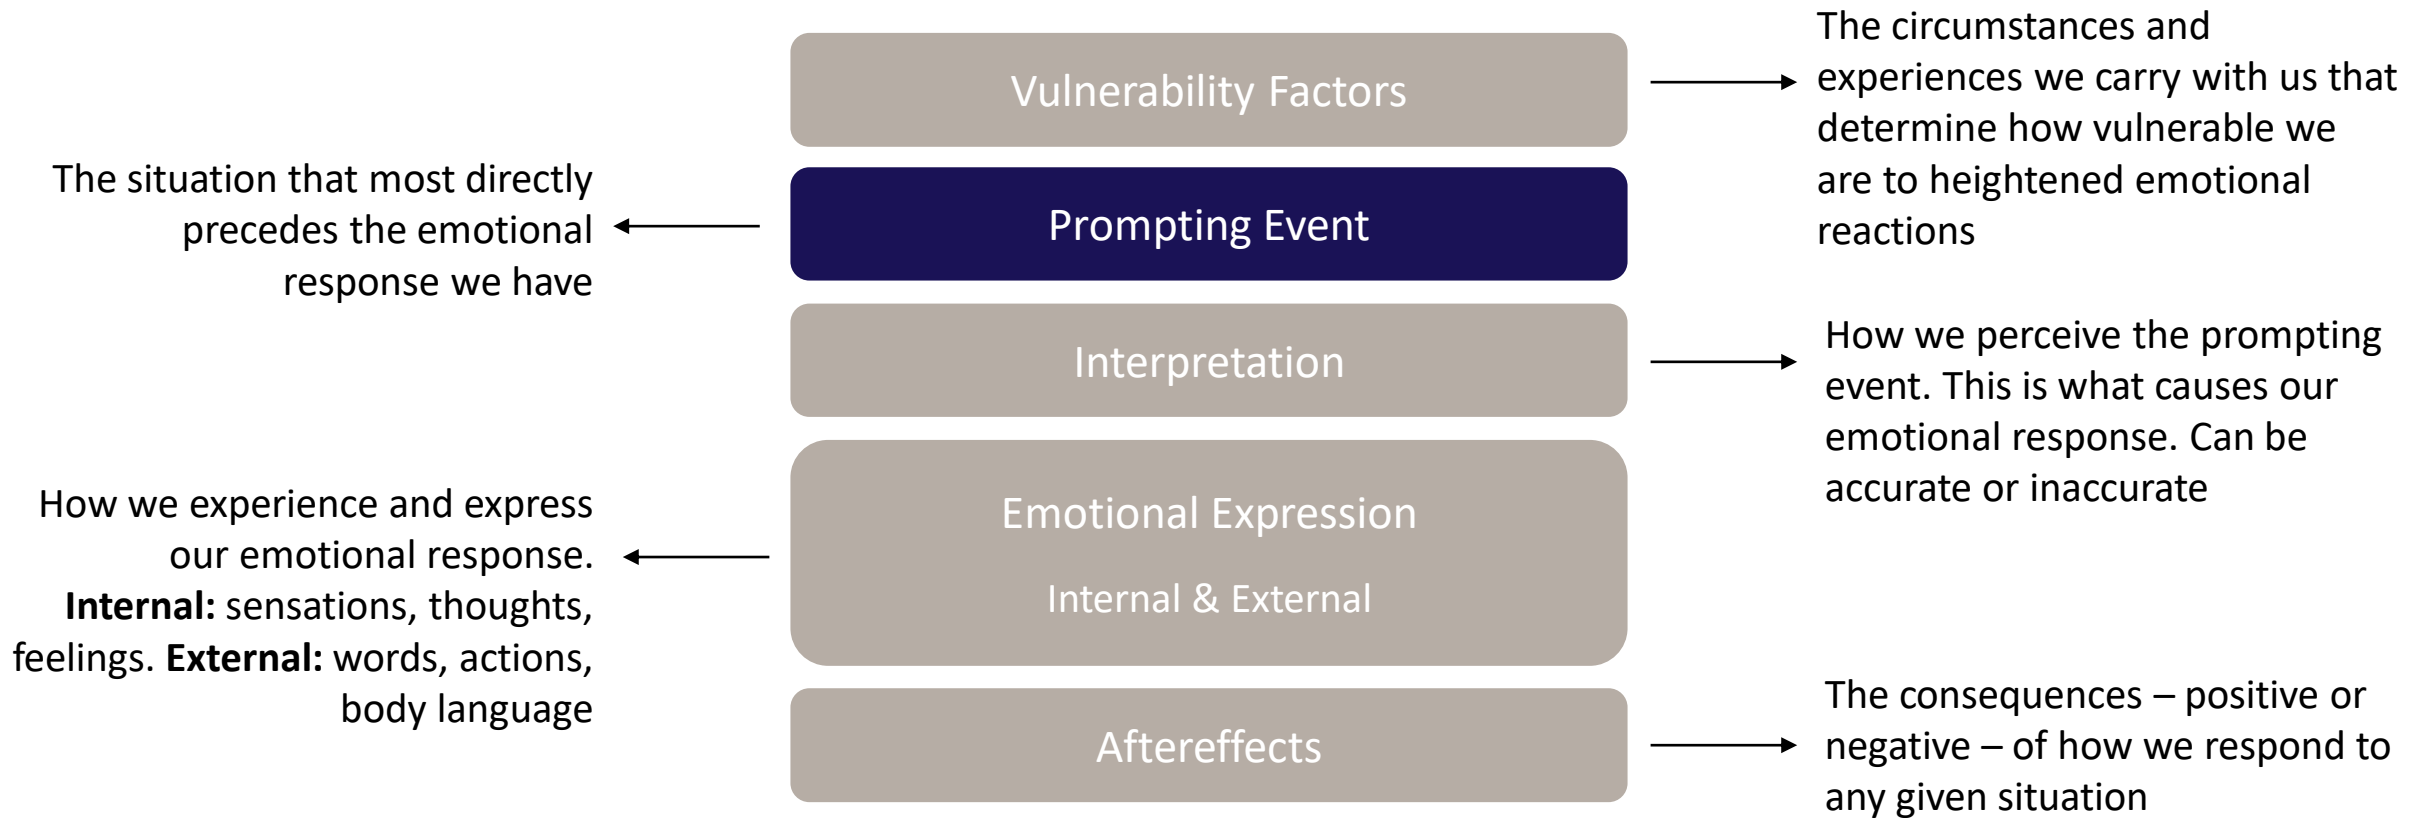 Vulnerability Factors
The circumstances and
experiences we carry with us that
determine how vulnerable we
are to heightened emotional
reactions
Prompting Event
The situation that most directly
precedes the emotional
response we have
Interpretation
How we perceive the prompting
event. This is what causes our
emotional response. Can be
accurate or inaccurate
Emotional Expression
Internal & External
How we experience and express
our emotional response.
Internal: sensations, thoughts,
feelings. External: words, actions,
body language
Aftereffects
The consequences – positive or
negative – of how we respond to
any given situation